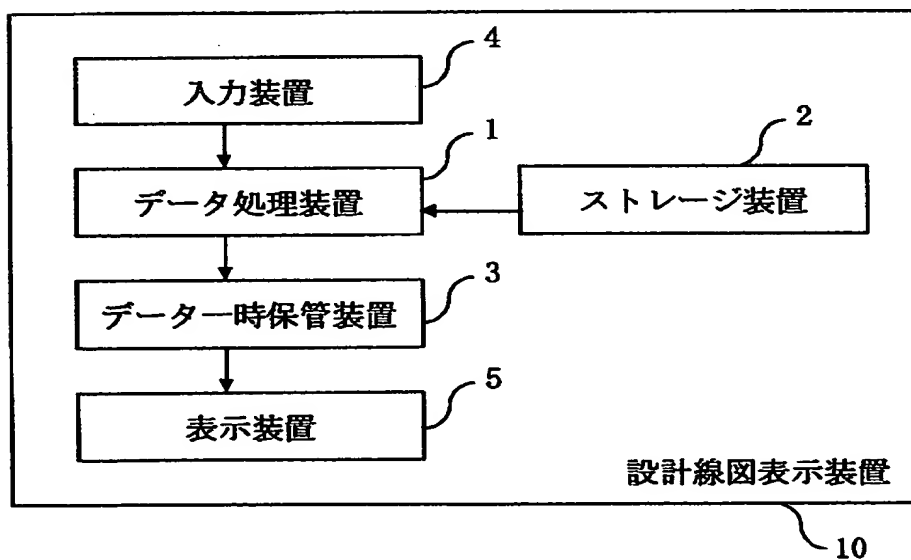 4
入力装置
1
2
データ処理装置
ストレージ装置
3
データ一時保管装置
5
表示装置
設計線図表示装置
10